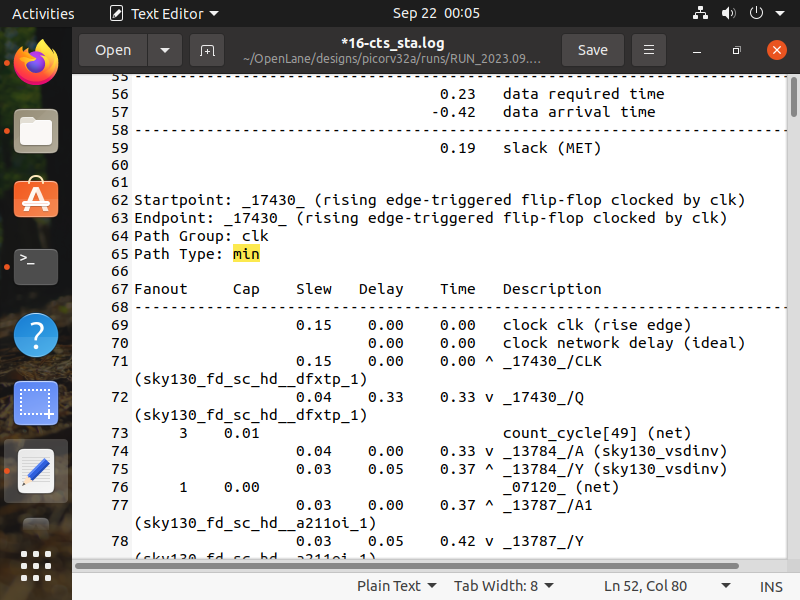 Activities Text Editor Sep 22 00:05
Open *16-cts_sta.log Save
~/OpenLane/designs/picorv32a/runs/RUN_2023.09....
55 --------------------------------------------------------------------------
56 0.23 data required time
57 -0.42 data arrival time
58 --------------------------------------------------------------------------
59 0.19 slack (MET)
60
61
62 Startpoint: _17430_ (rising edge-triggered flip-flop clocked by clk)
63 Endpoint: _17430_ (rising edge-triggered flip-flop clocked by clk)
64 Path Group: clk
65 Path Type: min
66
67 Fanout Cap Slew Delay Time Description
68 --------------------------------------------------------------------------
69 0.15 0.00 0.00 clock clk (rise edge)
70 0.00 0.00 clock network delay (ideal)
71 0.15 0.00 0.00 ^ _17430_/CLK
(sky130_fd_sc_hd__dfxtp_1)
72 0.04 0.33 0.33 v _17430_/Q
(sky130_fd_sc_hd__dfxtp_1)
73 3 0.01 count_cycle[49] (net)
74 0.04 0.00 0.33 v _13784_/A (sky130_vsdinv)
75 0.03 0.05 0.37 ^ _13784_/Y (sky130_vsdinv)
76 1 0.00 _07120_ (net)
77 0.03 0.00 0.37 ^ _13787_/A1
(sky130_fd_sc_hd__a211oi_1)
78 0.03 0.05 0.42 v _13787_/Y
(sky130_fd_sc_hd__a211oi_1)
Plain Text Tab Width: 8 Ln 52, Col 80 INS